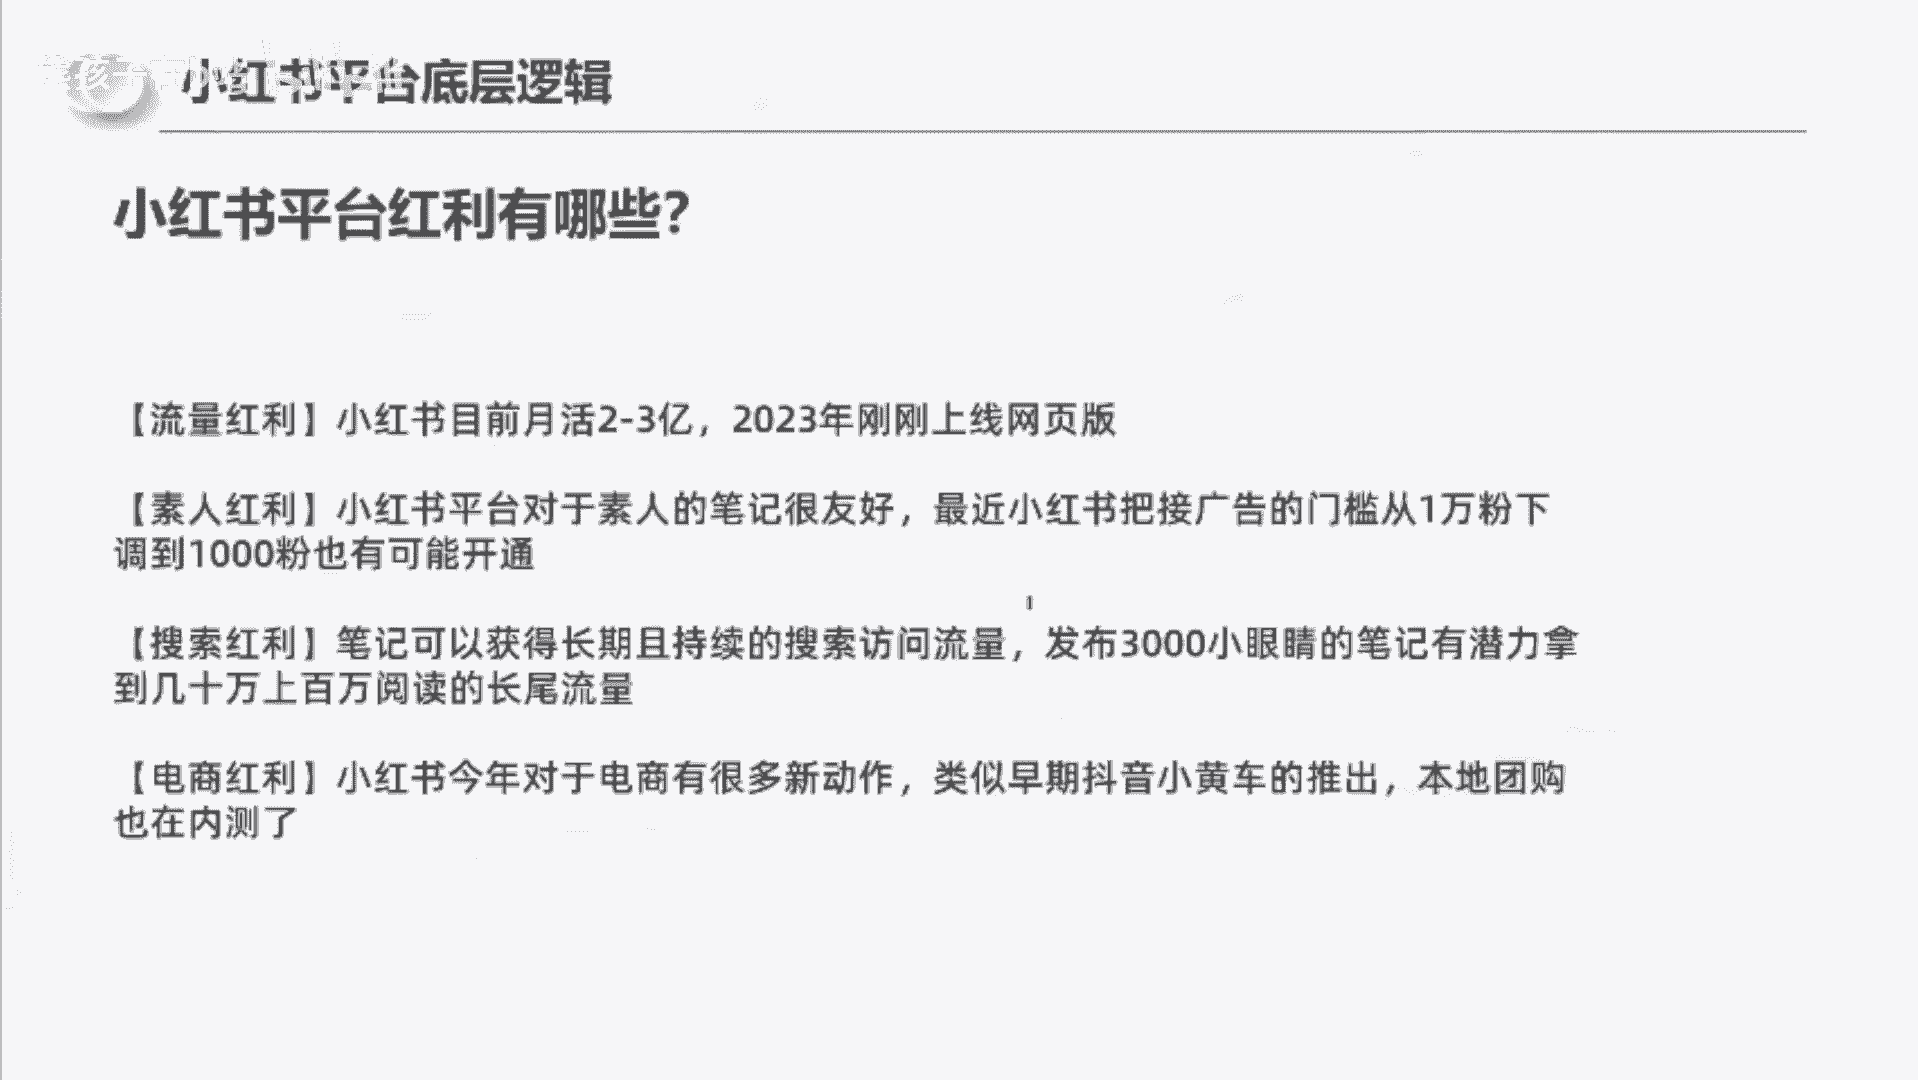 小红书平台底层逻辑
小红书平台红利有哪些？
【流量红利】小红书目前月活2-3亿，2023年刚刚上线网页版
【素人红利】小红书平台对于素人的笔记很友好，最近小红书把接广告的门槛从1万粉下
调到1000粉也有可能开通
【搜索红利】笔记可以获得长期且持续的搜索访问流量，发布3000小眼睛的笔记有潜力拿
到几十万上百万阅读的长尾流量
【电商红利】小红书今年对于电商有很多新动作，类似早期抖音小黄车的推出，本地团购
也在内测了